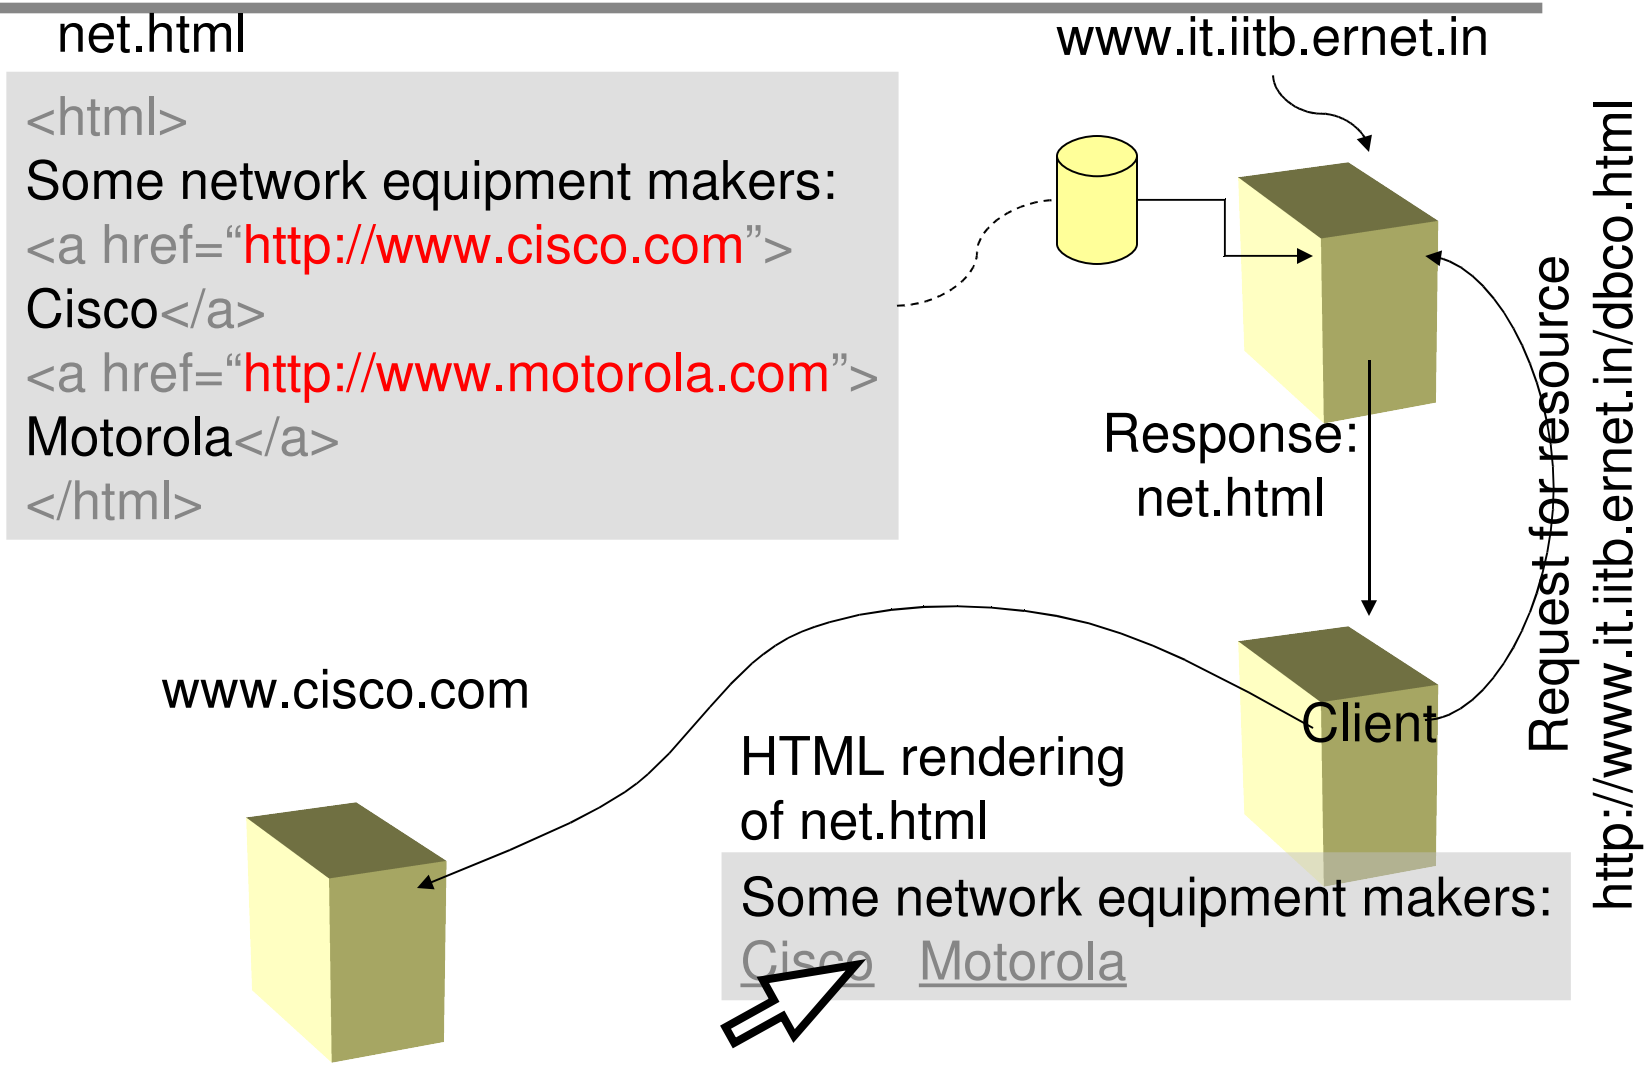 net.html
<html>
Some network equipment makers:
<a href=“http://www.cisco.com”>
Cisco</a>
<a href=“http://www.motorola.com”>
Motorola</a>
</html>
www.it.iitb.ernet.in
Response:
net.html
Request for resource
http://www.it.iitb.ernet.in/dbco.html
www.cisco.com
Client
HTML rendering
of net.html
Some network equipment makers:
Cisco Motorola